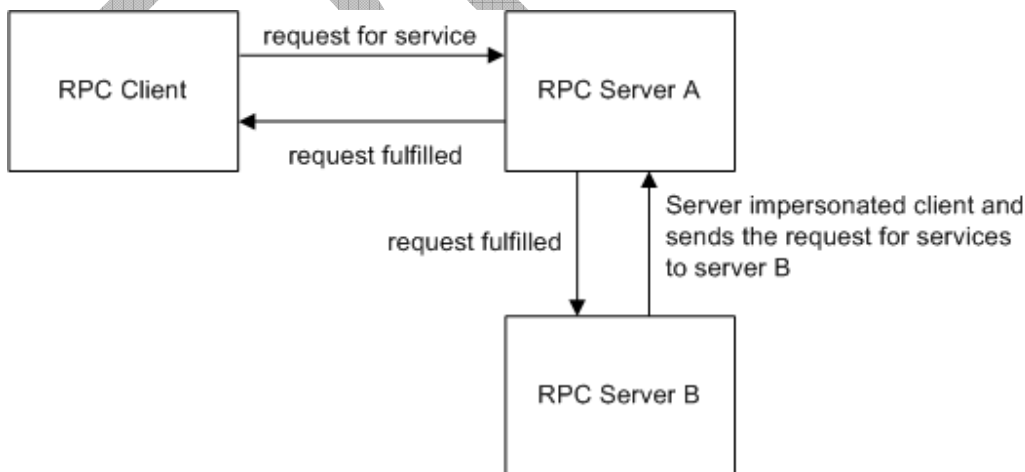 request for service
RPC Client
RPC Server A
request fulfilled
request fulfilled
Server impersonated client and
sends the request for services
to server B
RPC Server B